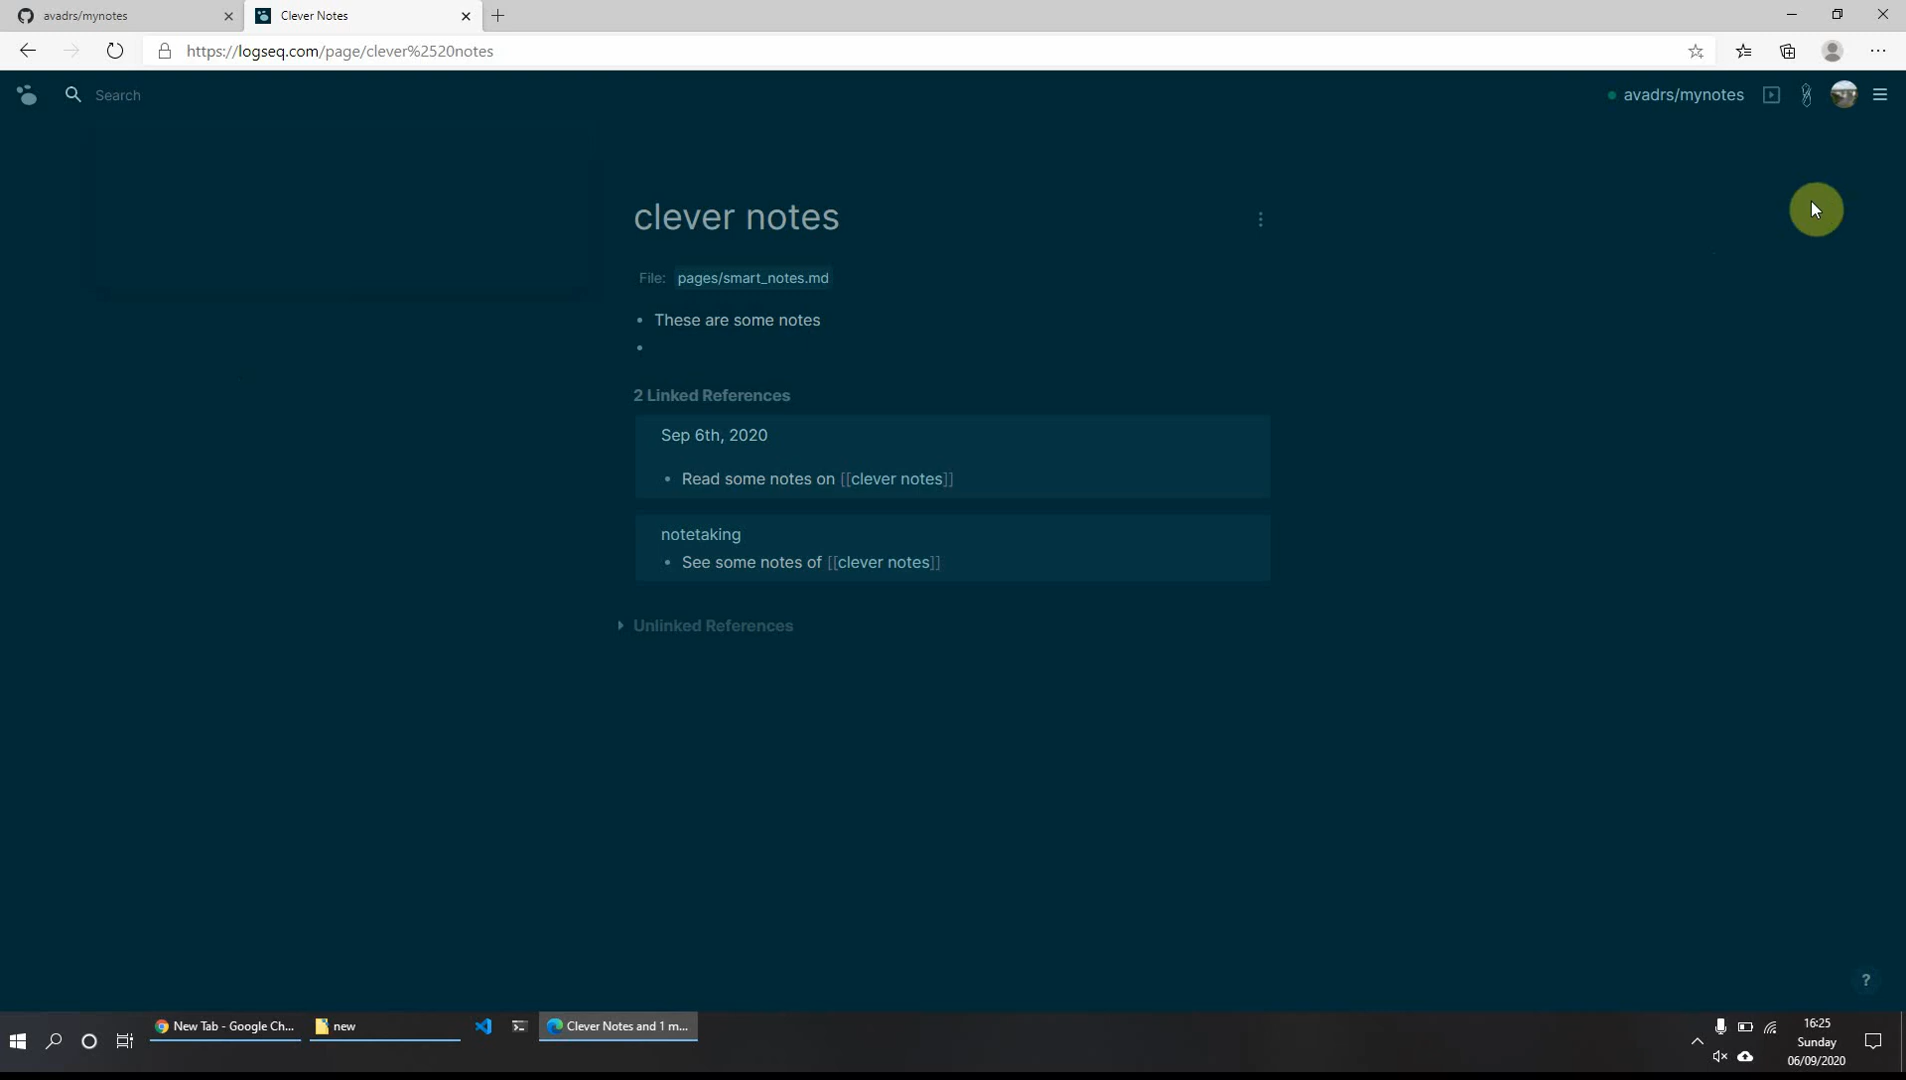 avadrs/mynotes
Clever Notes
https://logseq.com/page/clever%2520notes
Search
avadrs/mynotes
clever notes
File: pages/smart_notes.md
These are some notes
2 Linked References
Sep 6th, 2020
Read some notes on [[clever notes]]
notetaking
See some notes of [[clever notes]]
Unlinked References
?
New Tab - Google Ch...
new
Clever Notes and 1 m...
16:25
Sunday
06/09/2020